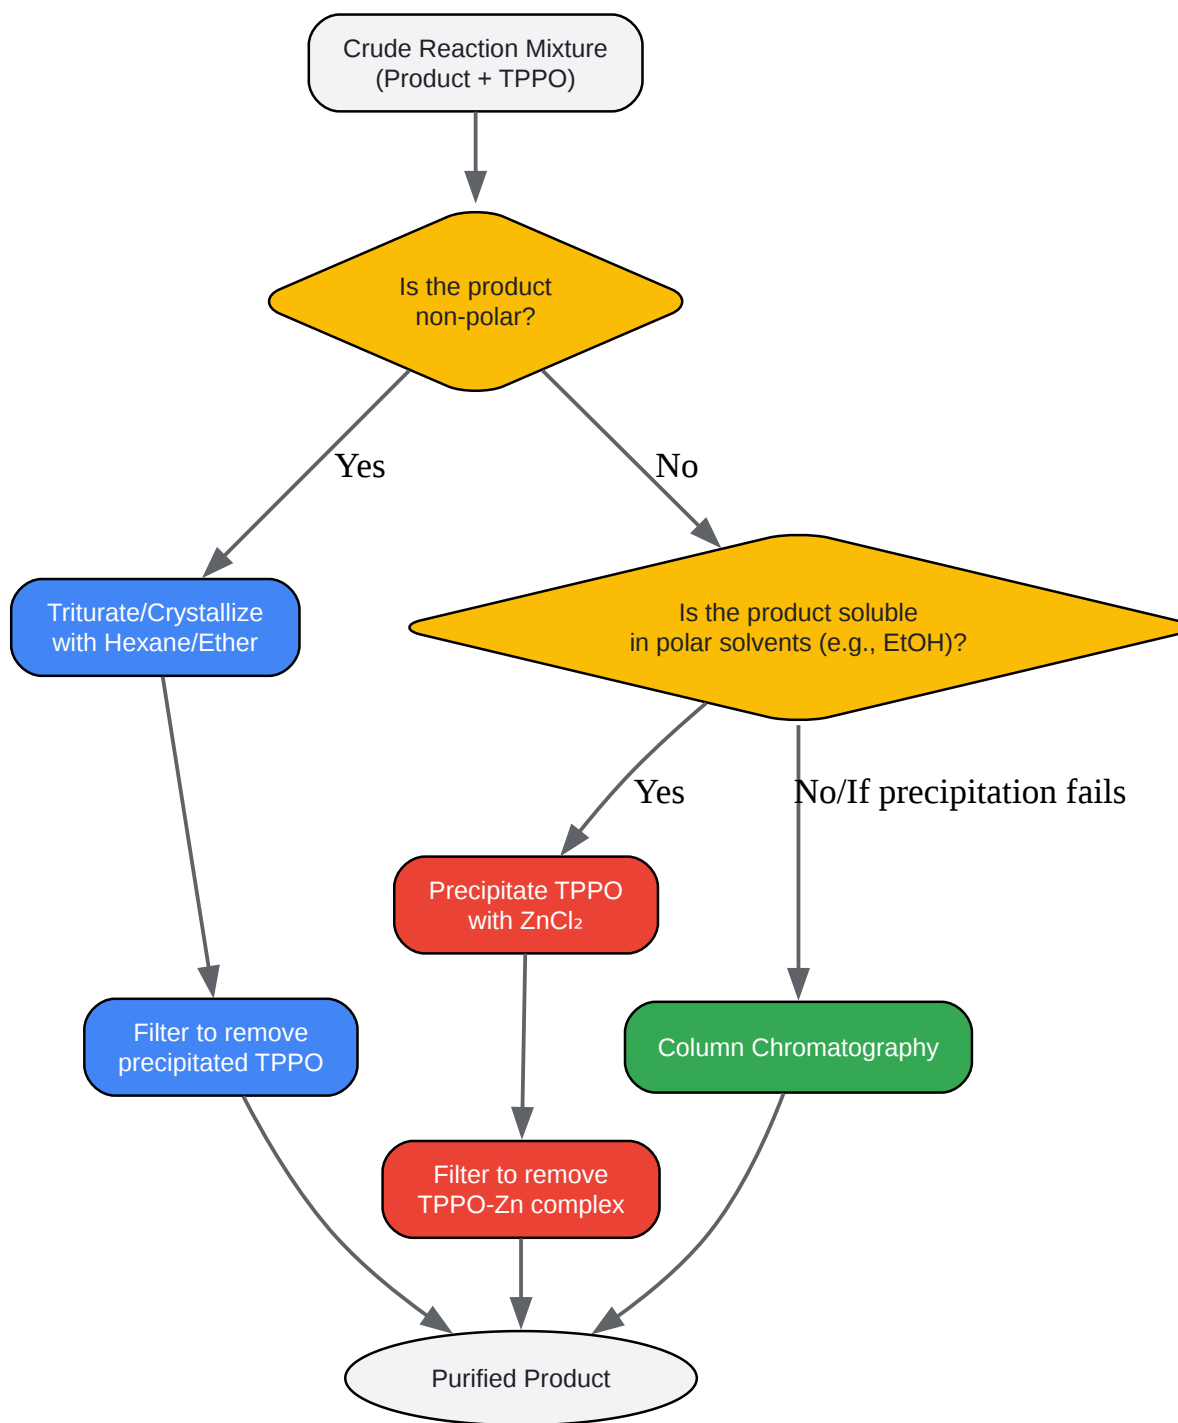 Crude Reaction Mixture
(Product + TPPO)
Is the product
non-polar?
Yes
No
Triturate/Crystallize
with Hexane/Ether
Is the product soluble
in polar solvents (e.g., EtOH)?
Yes
No/If precipitation fails
Precipitate TPPO
with ZnCl₂
Filter to remove
precipitated TPPO
Column Chromatography
Filter to remove
TPPO-Zn complex
Purified Product